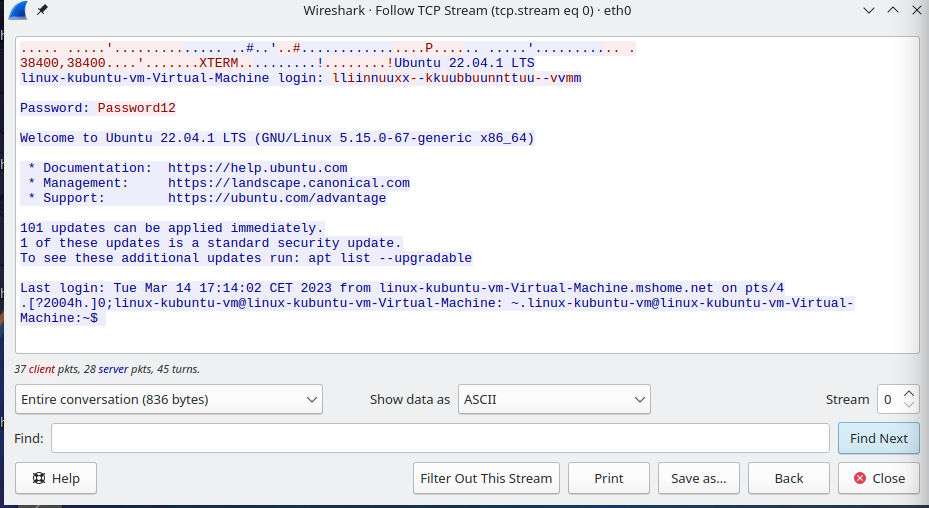 Wireshark · Follow TCP Stream (tcp.stream eq 0) · eth0
..... .....'............... ..#..'..#.................P...... .....'........... .
38400,38400....'.......XTERM..........!........!Ubuntu 22.04.1 LTS
linux-kubuntu-vm-Virtual-Machine login: lliinnuuxx--kkuubbuunnttuu--vvmm
Password: Password12
Welcome to Ubuntu 22.04.1 LTS (GNU/Linux 5.15.0-67-generic x86_64)
* Documentation:  https://help.ubuntu.com
* Management:     https://landscape.canonical.com
* Support:        https://ubuntu.com/advantage
101 updates can be applied immediately.
1 of these updates is a standard security update.
To see these additional updates run: apt list --upgradable
Last login: Tue Mar 14 17:14:02 CET 2023 from linux-kubuntu-vm-Virtual-Machine.mshome.net on pts/4
.[?2004h.]0;linux-kubuntu-vm@linux-kubuntu-vm-Virtual-Machine: ~.linux-kubuntu-vm@linux-kubuntu-vm-Virtual-
Machine:~$
37 client pkts, 28 server pkts, 45 turns.
Entire conversation (836 bytes) Show data as ASCII Stream 0
Find: Find Next
Help Filter Out This Stream Print Save as... Back Close